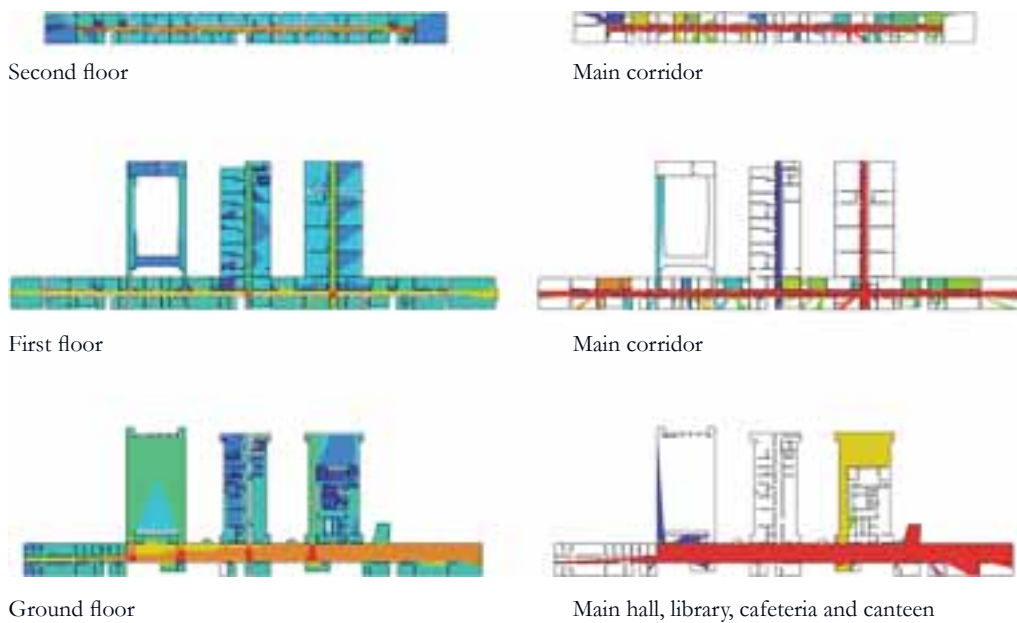 Second floor
Main corridor
First floor
Main corridor
Ground floor
Main hall, library, cafeteria and canteen